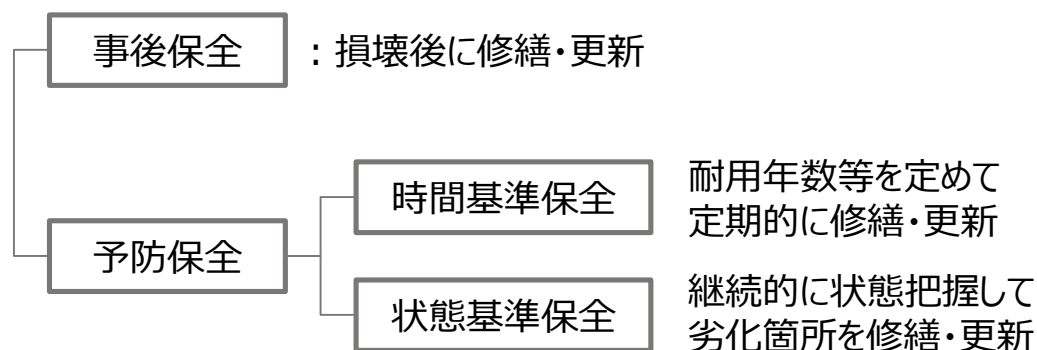 事後保全 ：損壊後に修繕・更新
時間基準保全 耐用年数等を定めて
定期的に修繕・更新
予防保全
状態基準保全 継続的に状態把握して
劣化箇所を修繕・更新